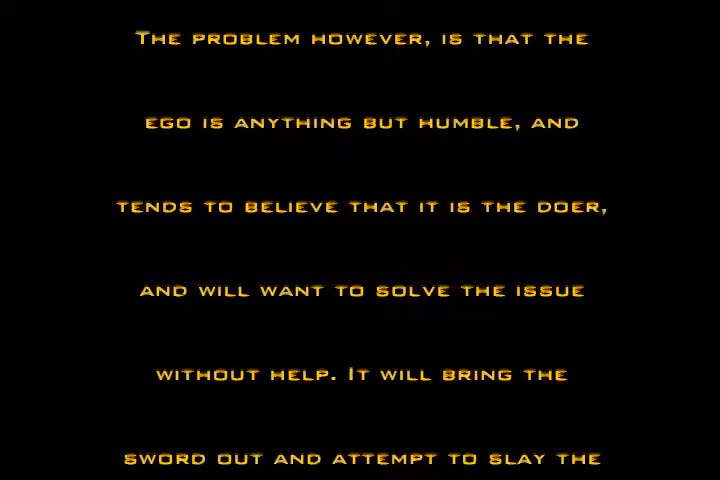 The problem however, is that the
ego is anything but humble, and
tends to believe that it is the doer,
and will want to solve the issue
without help. It will bring the
sword out and attempt to slay the